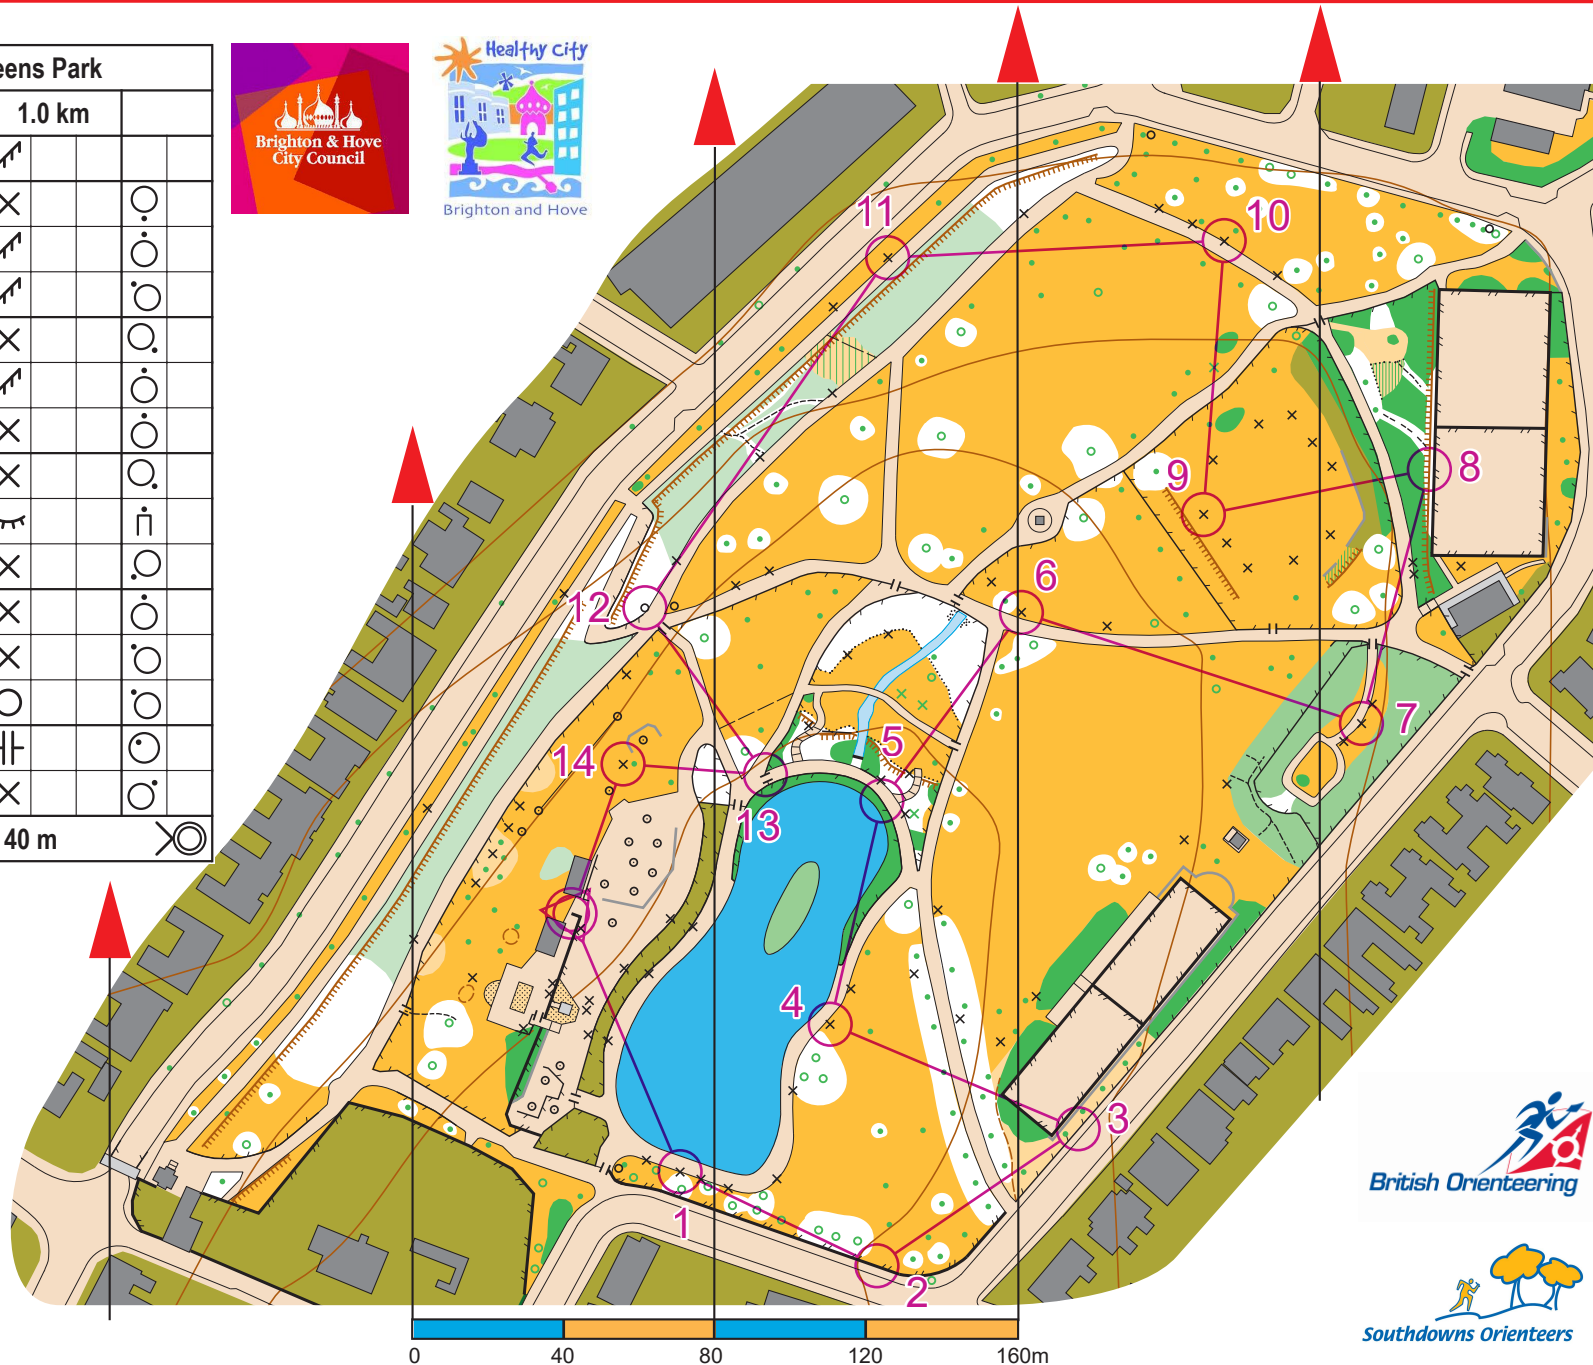 eens Park
1.0 km
40 m
Brighton & Hove
City Council
Healthy City
Brighton and Hove
11
10
9
8
6
12
7
5
14
13
4
3
1
2
0
40
80
120
160m
British Orienteering
Southdowns Orienteers